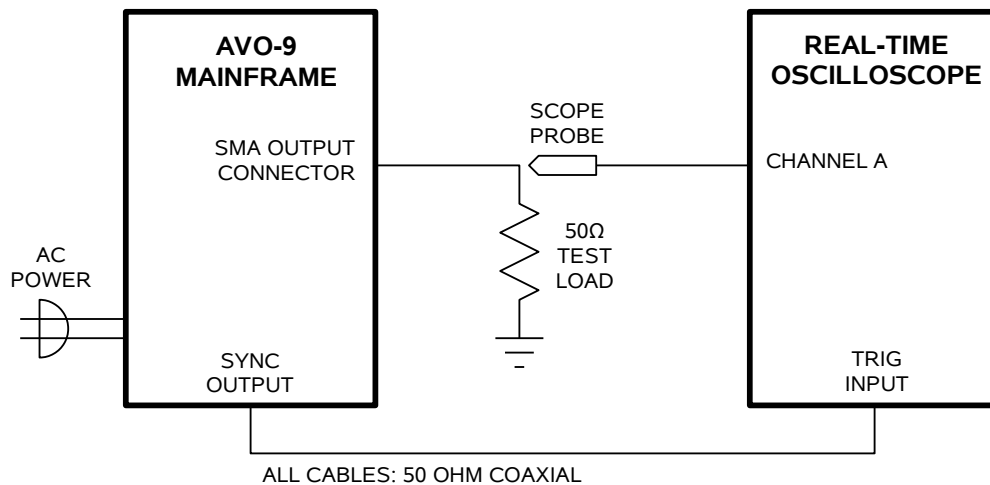 AVO-9
MAINFRAME
SMA OUTPUT
CONNECTOR
AC
POWER
SYNC
OUTPUT
SCOPE
PROBE
50Ω
TEST
LOAD
REAL-TIME
OSCILLOSCOPE
CHANNEL A
TRIG
INPUT
ALL CABLES: 50 OHM COAXIAL